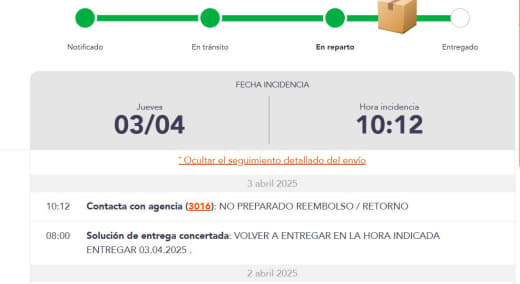 Notificado
En tránsito
En reparto
Entregado
FECHA INCIDENCIA
Jueves
03/04
Hora incidencia
10:12
ˆ Ocultar el seguimiento detallado del envío
3 abril 2025
10:12 Contacta con agencia (3016): NO PREPARADO REEMBOLSO / RETORNO
08:00 Solución de entrega concertada: VOLVER A ENTREGAR EN LA HORA INDICADA
ENTREGAR 03.04.2025 .
2 abril 2025